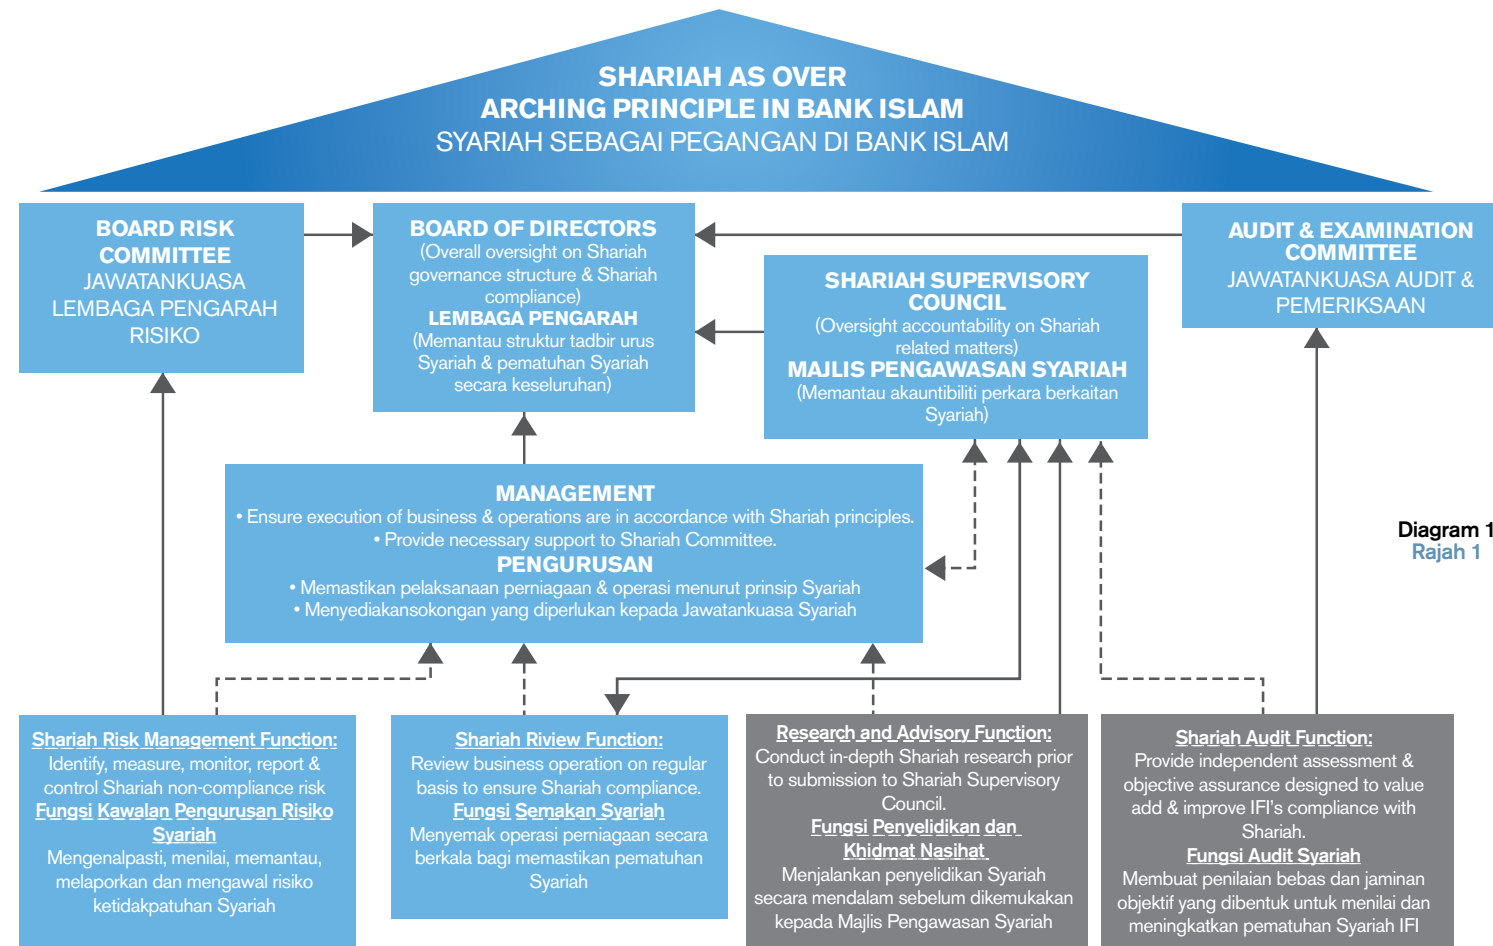 SHARIAH AS OVER
ARCHING PRINCIPLE IN BANK ISLAM
SYARIAH SEBAGAI PEGANGAN DI BANK ISLAM
BOARD RISK
COMMITTEE
JAWATANKUASA
LEMBAGA PENGARAH
RISIKO
BOARD OF DIRECTORS
(Overall oversight on Shariah
governance structure & Shariah
compliance)
LEMBAGA PENGARAH
(Memantau struktur tadbir urus
Syariah & pematuhan Syariah
secara keseluruhan)
SHARIAH SUPERVISORY
COUNCIL
(Oversight accountability on Shariah
related matters)
MAJLIS PENGAWASAN SYARIAH
(Memantau akauntibiliti perkara berkaitan
Syariah)
AUDIT & EXAMINATION
COMMITTEE
JAWATANKUASA AUDIT &
PEMERIKSAAN
MANAGEMENT
• Ensure execution of business & operations are in accordance with Shariah principles.
• Provide necessary support to Shariah Committee.
PENGURUSAN
• Memastikan pelaksanaan perniagaan & operasi menurut prinsip Syariah
• Menyediakansokongan yang diperlukan kepada Jawatankuasa Syariah
Diagram 1
Rajah 1
Shariah Risk Management Function:
Identify, measure, monitor, report &
control Shariah non-compliance risk
Fungsi Kawalan Pengurusan Risiko
Syariah
Mengenalpasti, menilai, memantau,
melaporkan dan mengawal risiko
ketidakpatuhan Syariah
Shariah Riview Function:
Review business operation on regular
basis to ensure Shariah compliance.
Fungsi Semakan Syariah
Menyemak operasi perniagaan secara
berkala bagi memastikan pematuhan
Syariah
Research and Advisory Function:
Conduct in-depth Shariah research prior
to submission to Shariah Supervisory
Council.
Fungsi Penyelidikan dan
Khidmat Nasihat
Menjalankan penyelidikan Syariah
secara mendalam sebelum dikemukakan
kepada Majlis Pengawasan Syariah
Shariah Audit Function:
Provide independent assessment &
objective assurance designed to value
add & improve IFI's compliance with
Shariah.
Fungsi Audit Syariah
Membuat penilaian bebas dan jaminan
objektif yang dibentuk untuk menilai dan
meningkatkan pematuhan Syariah IFI